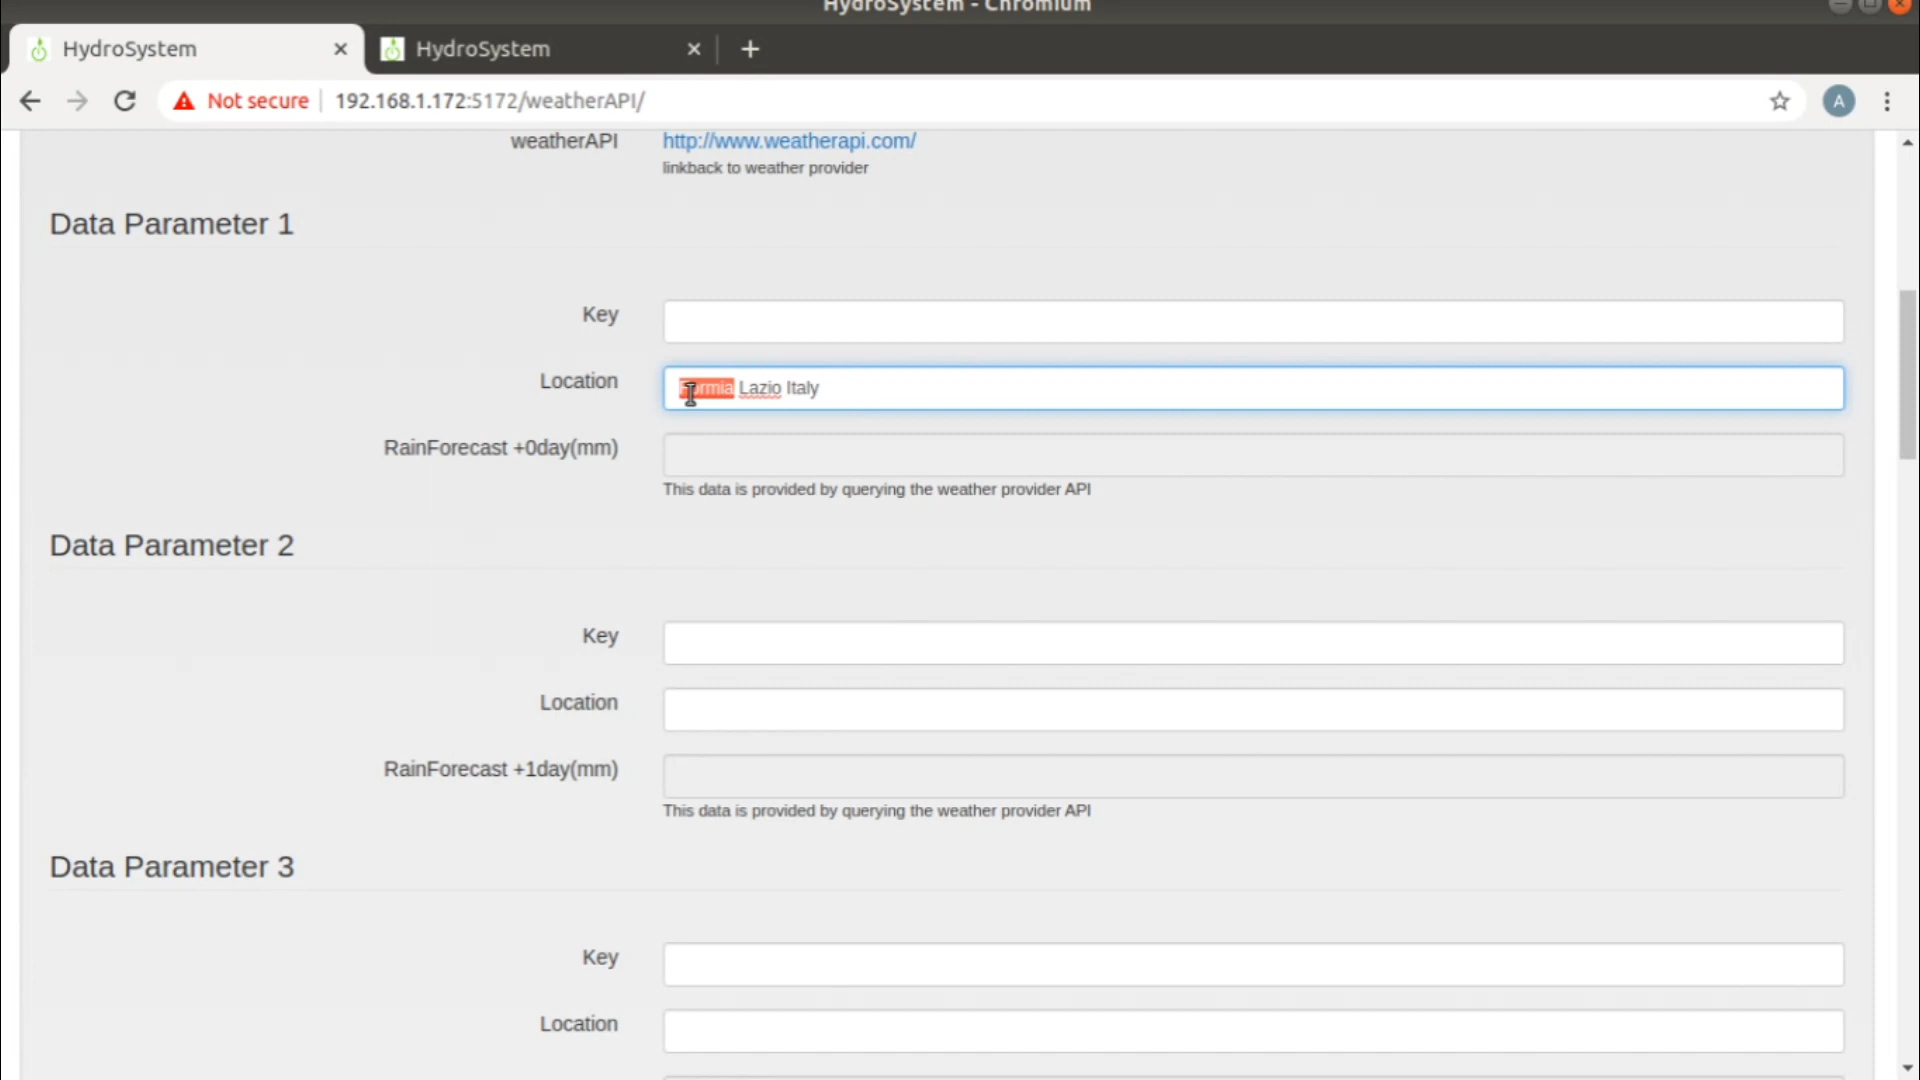 HydroSystem - Chromium
HydroSystem
HydroSystem
Not secure
192.168.1.172:5172/weatherAPI/
A
weatherAPI
http://www.weatherapi.com/
linkback to weather provider
Data Parameter 1
Key
Location
Formia Lazio Italy
RainForecast +0day(mm)
This data is provided by querying the weather provider API
Data Parameter 2
Key
Location
RainForecast +1day(mm)
This data is provided by querying the weather provider API
Data Parameter 3
Key
Location